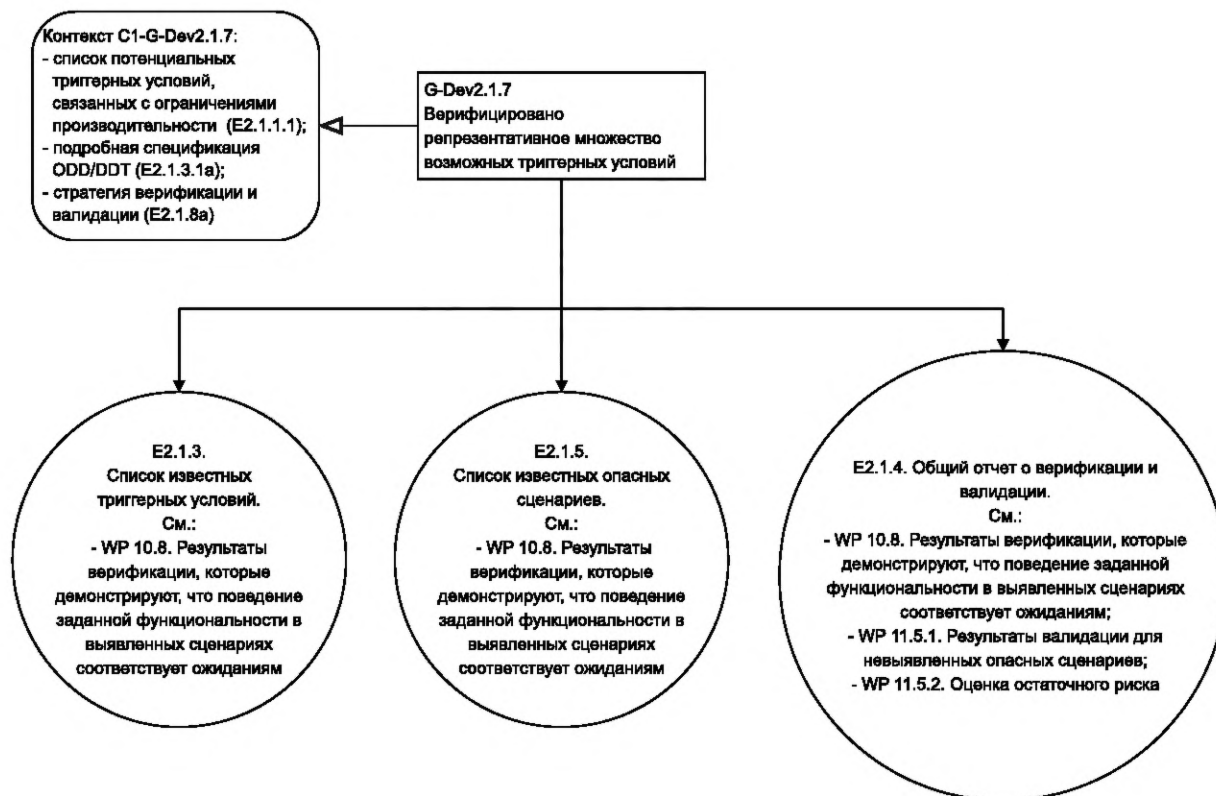 Контекст C1-G-Dev2.1.7:
- список потенциальных
триггерных условий,
связанных с ограничениями
производительности (E2.1.1.1);
- подробная спецификация
ODD/DDT (E2.1.3.1a);
- стратегия верификации и
валидации (E2.1.8a)
G-Dev2.1.7
Верифицировано
репрезентативное множество
возможных триггерных условий
E2.1.3.
Список известных
триггерных условий.
См.:
- WP 10.8. Результаты
верификации, которые
демонстрируют, что поведение
заданной функциональности в
выявленных сценариях
соответствует ожиданиям
E2.1.5.
Список известных опасных
сценариев.
См.:
- WP 10.8. Результаты
верификации, которые
демонстрируют, что поведение
заданной функциональности в
выявленных сценариях
соответствует ожиданиям
E2.1.4. Общий отчет о верификации и
валидации.
См.:
- WP 10.8. Результаты верификации, которые
демонстрируют, что поведение заданной
функциональности в выявленных сценариях
соответствует ожиданиям;
- WP 11.5.1. Результаты валидации для
невыявленных опасных сценариев;
- WP 11.5.2. Оценка остаточного риска